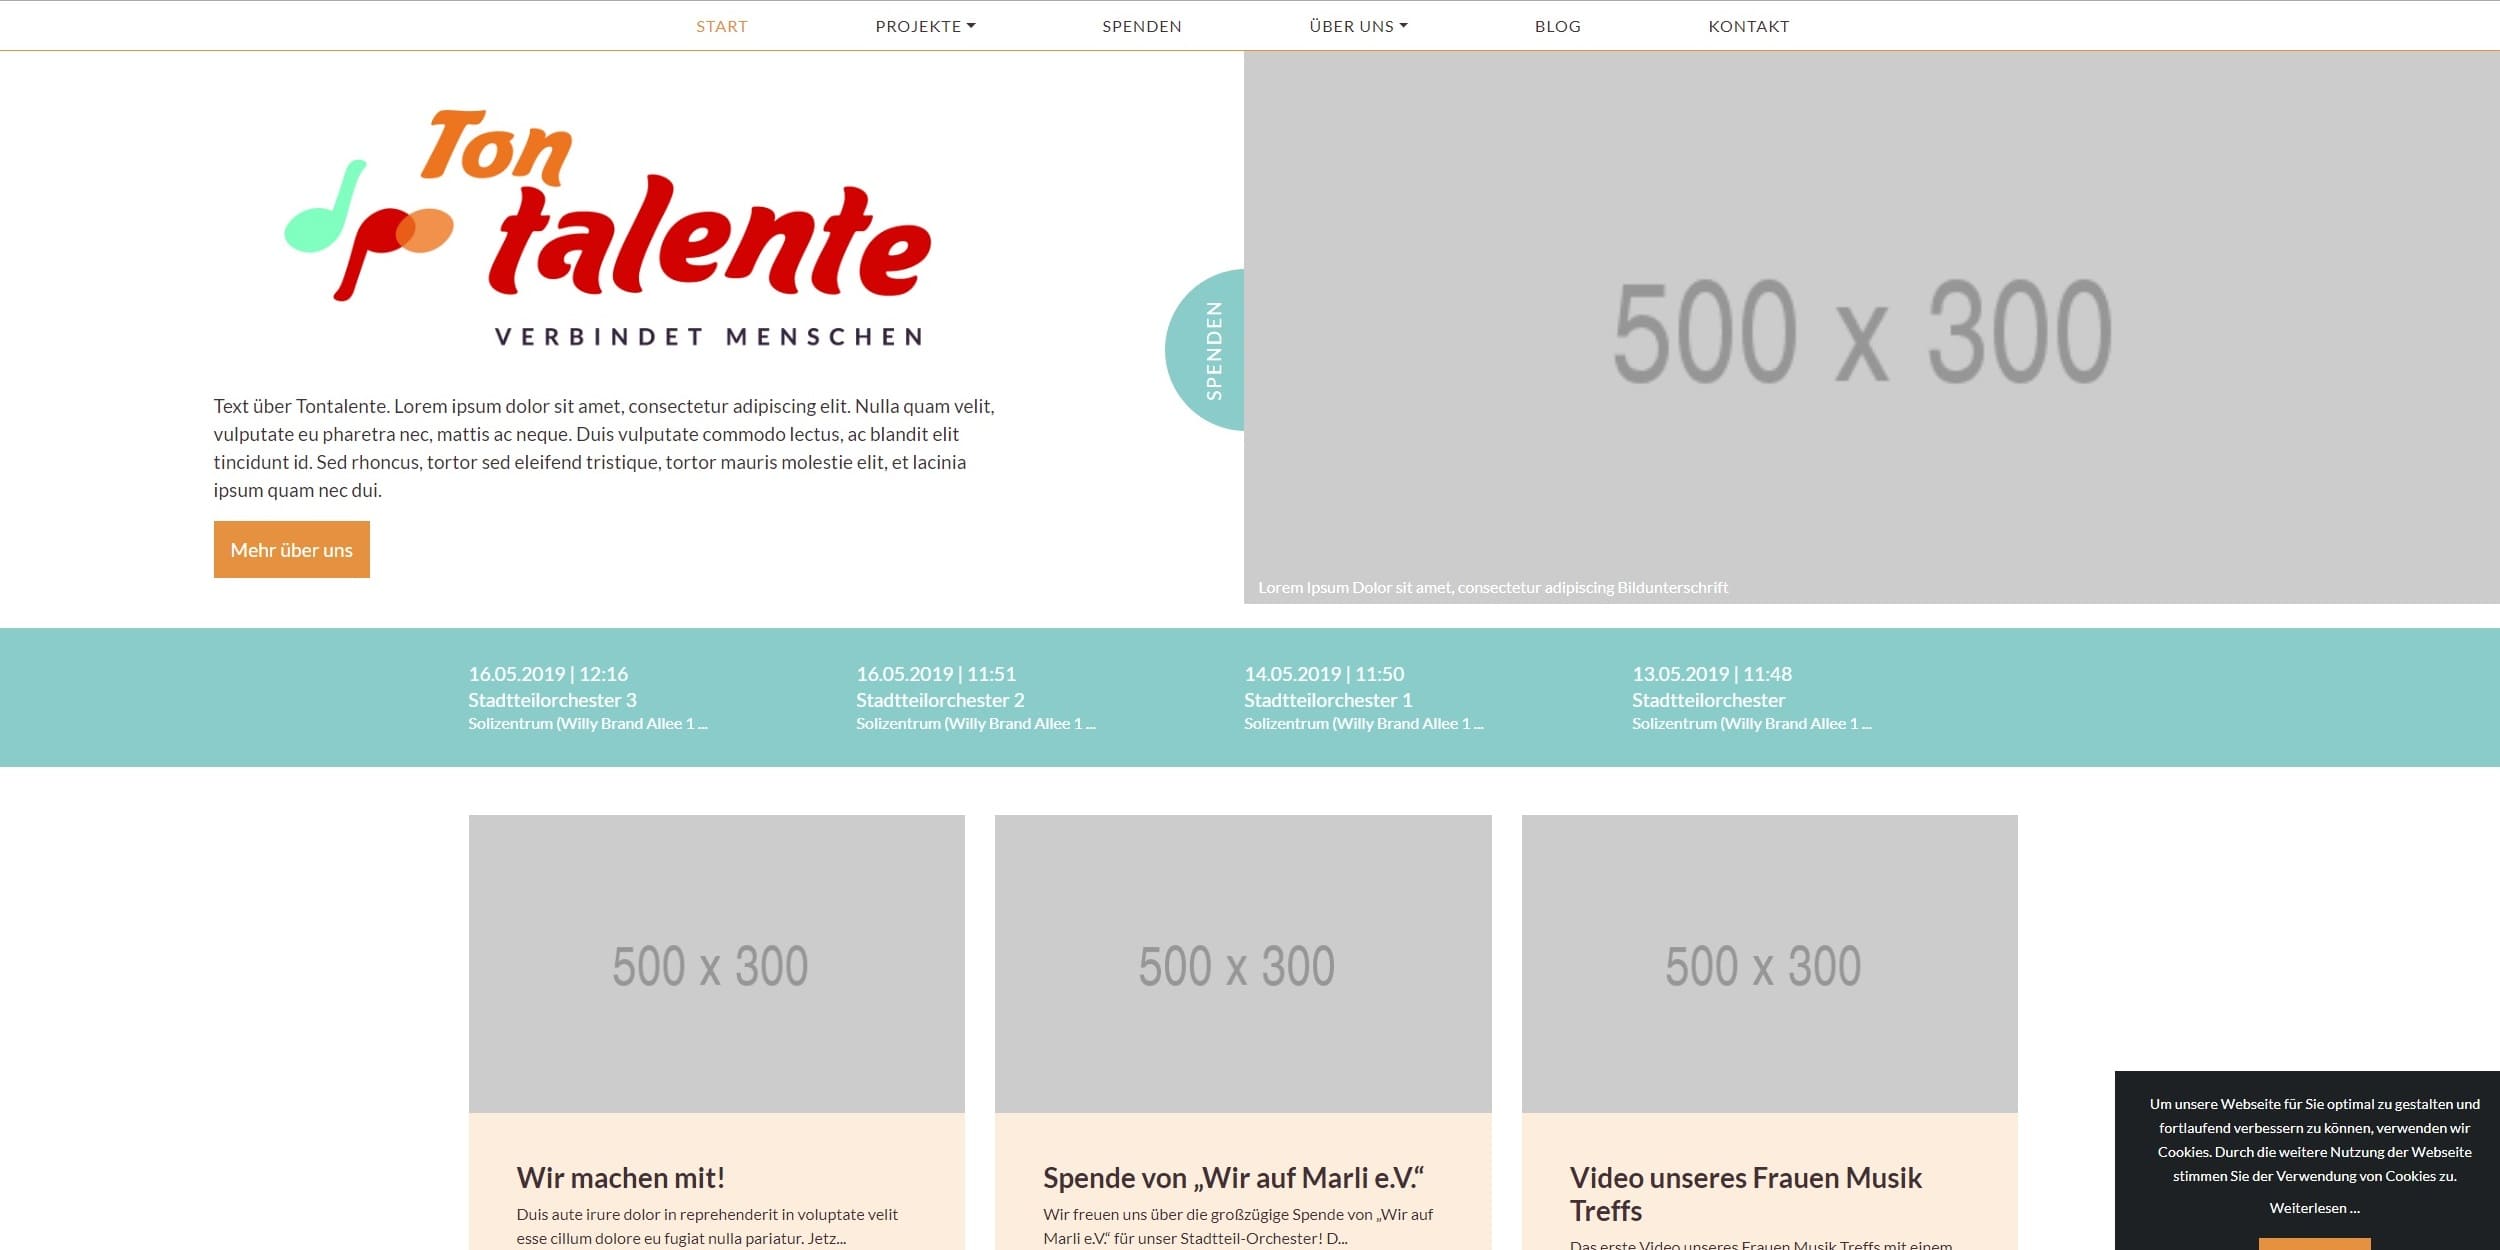 START PROJEKTE SPENDEN ÜBER UNS BLOG KONTAKT
Ton
talente
VERBINDET MENSCHEN
Text über Tontalente. Lorem ipsum dolor sit amet, consectetur adipiscing elit. Nulla quam velit,
vulputate eu pharetra nec, mattis ac neque. Duis vulputate commodo lectus, ac blandit elit
tincidunt id. Sed rhoncus, tortor sed eleifend tristique, tortor mauris molestie elit, et lacinia
ipsum quam nec dui.
Mehr über uns
SPENDEN
500 x 300
Lorem Ipsum Dolor sit amet, consectetur adipiscing Bildunterschrift
16.05.2019 | 12:16
Stadtteilorchester 3
Solizentrum (Willy Brand Allee 1 ...
16.05.2019 | 11:51
Stadtteilorchester 2
Solizentrum (Willy Brand Allee 1 ...
14.05.2019 | 11:50
Stadtteilorchester 1
Solizentrum (Willy Brand Allee 1 ...
13.05.2019 | 11:48
Stadtteilorchester
Solizentrum (Willy Brand Allee 1 ...
500 x 300
Wir machen mit!
Duis aute irure dolor in reprehenderit in voluptate velit
esse cillum dolore eu fugiat nulla pariatur. Jetz...
500 x 300
Spende von „Wir auf Marli e.V.“
Wir freuen uns über die großzügige Spende von „Wir auf
Marli e.V.“ für unser Stadtteil-Orchester! D...
500 x 300
Video unseres Frauen Musik
Treffs
Das erste Video unseres Frauen Musik Treffs mit einem
Um unsere Webseite für Sie optimal zu gestalten und
fortlaufend verbessern zu können, verwenden wir
Cookies. Durch die weitere Nutzung der Webseite
stimmen Sie der Verwendung von Cookies zu.
Weiterlesen ...